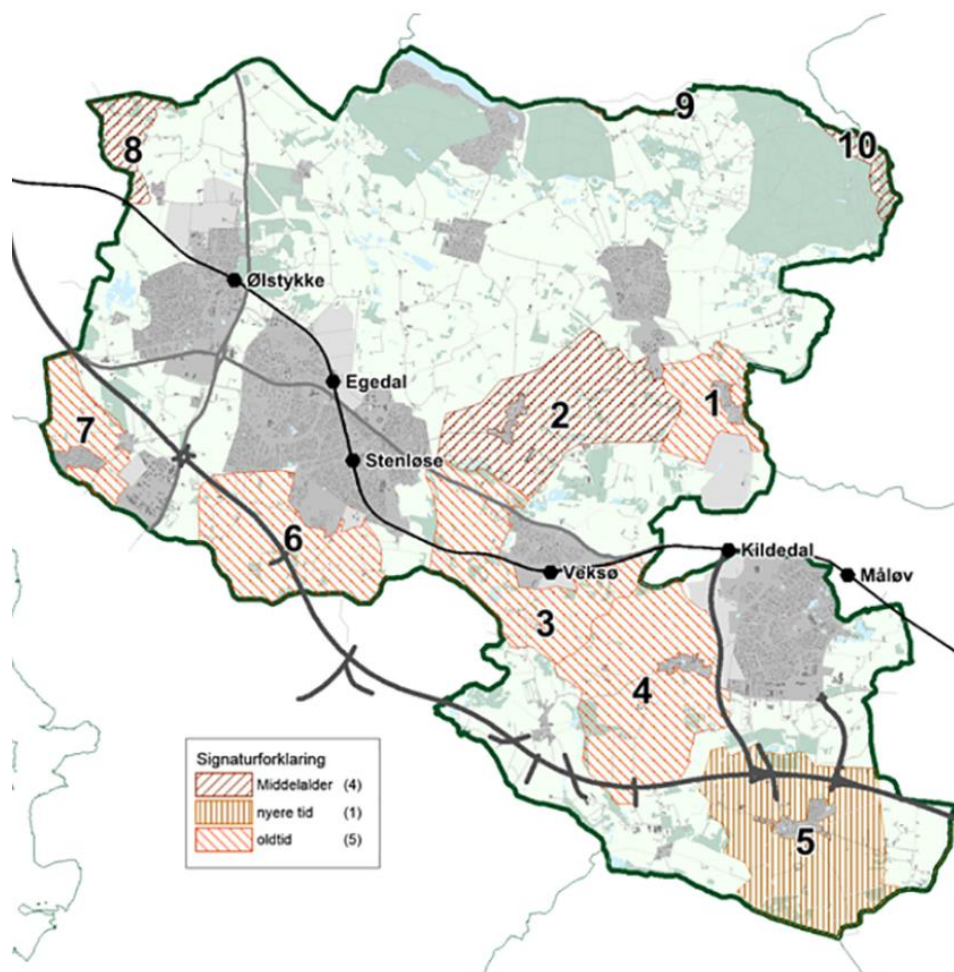 9
8
10
Ølstykke
Egedal
2
1
7
Stenløse
6
Kildedal
Veksø
Måløv
3
4
Signaturforklaring
Middelalder (4)
nyere tid (1)
oldtid (5)
5